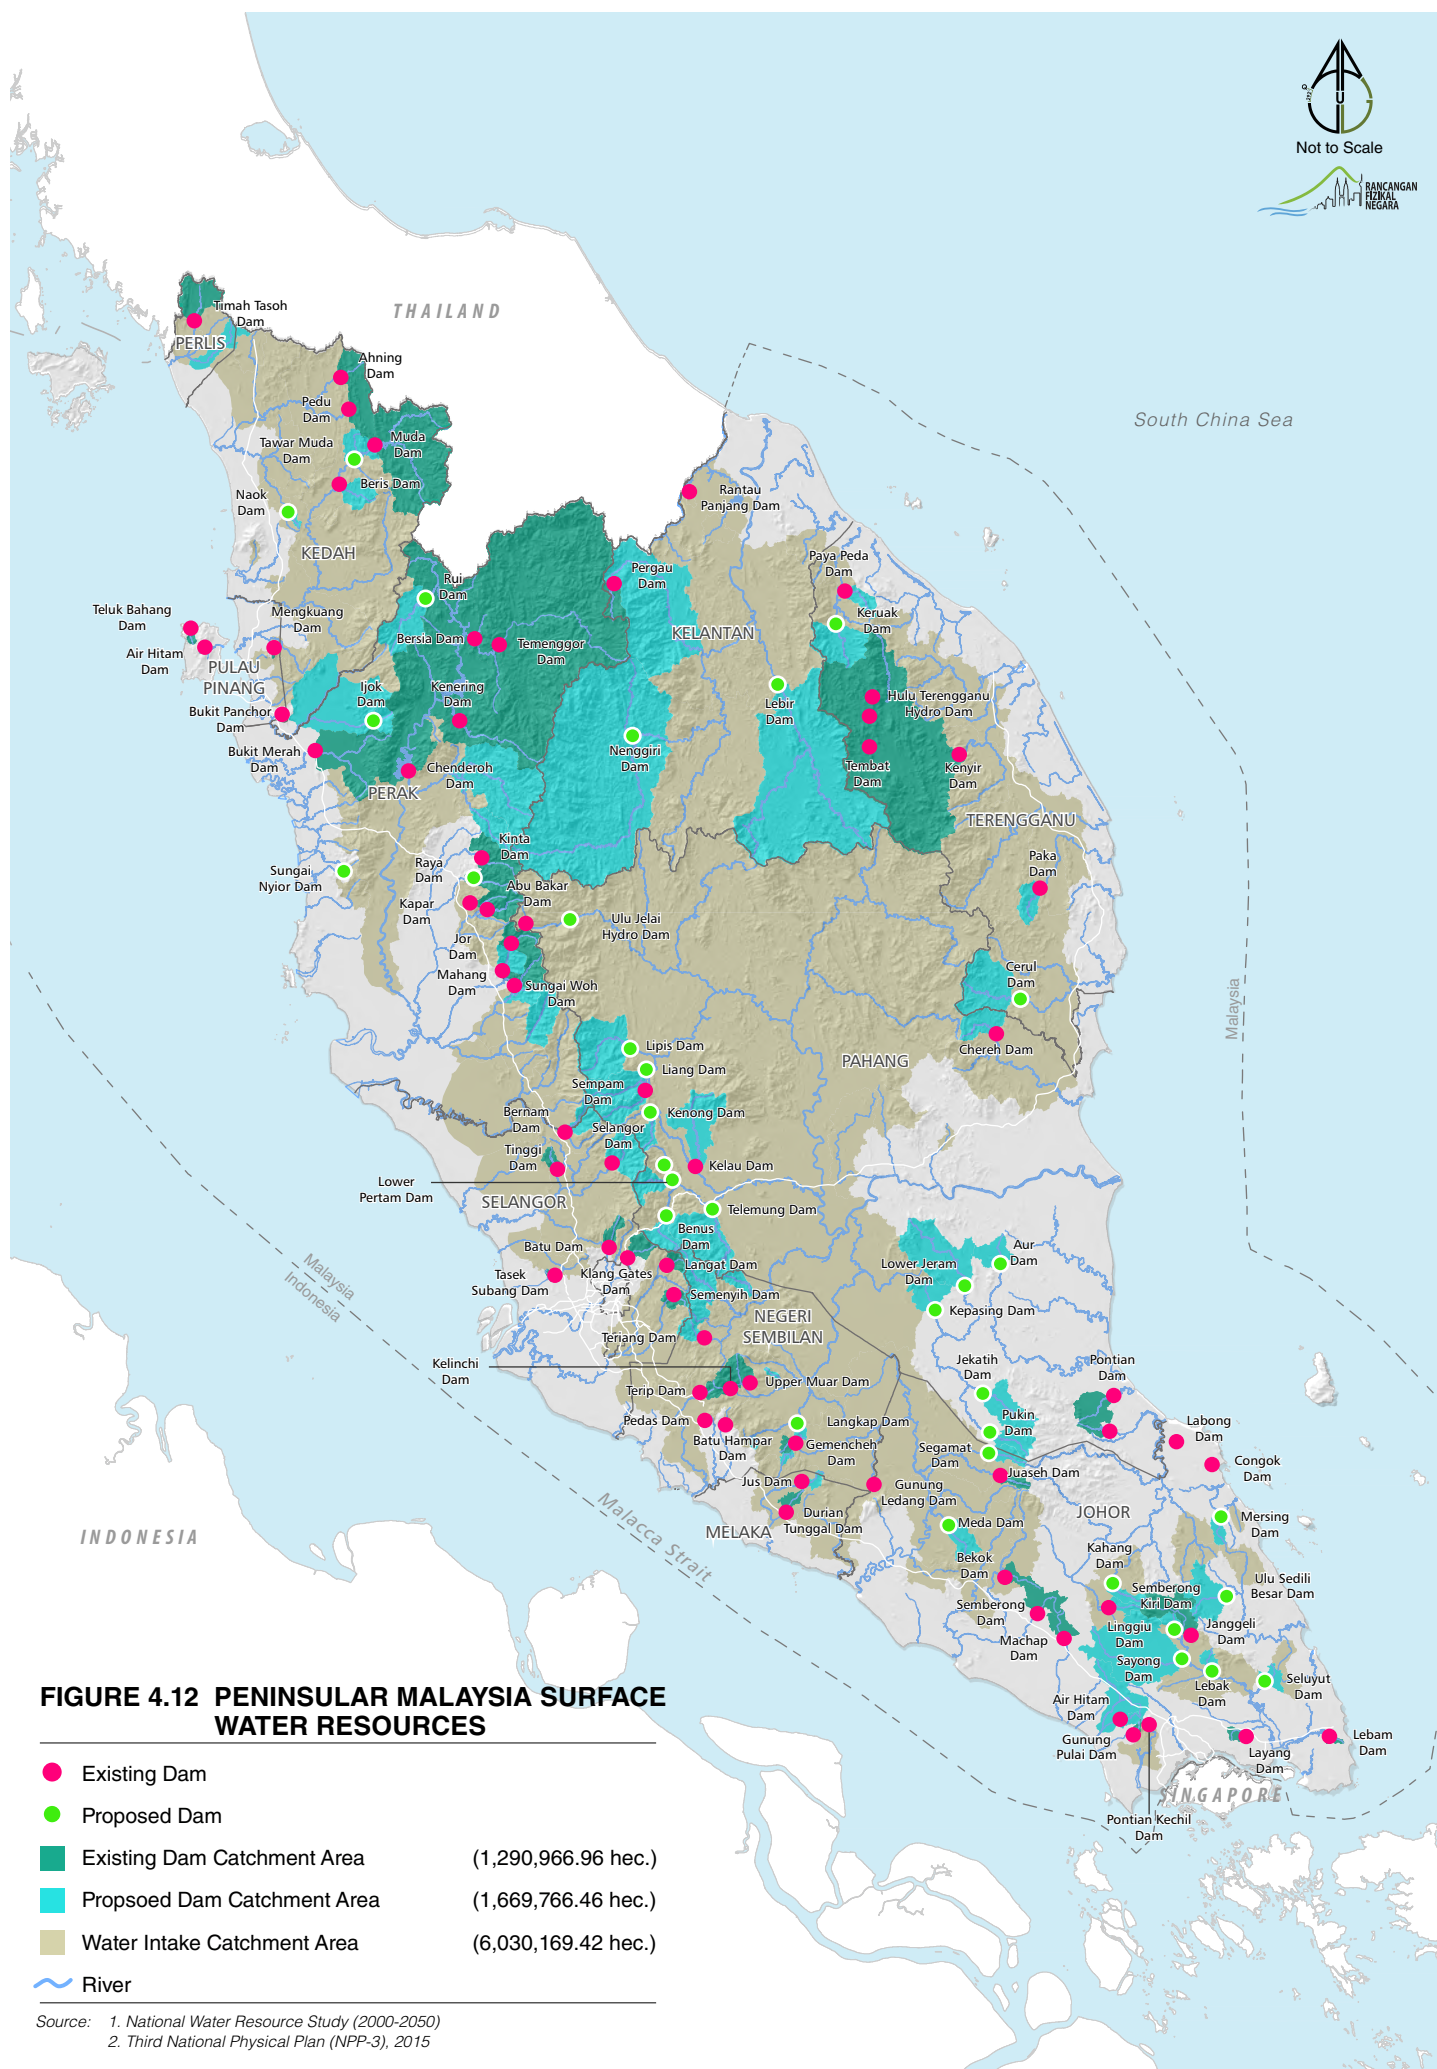 Not to Scale
RANCANGAN
FIZIKAL
NEGARA
THAILAND
South China Sea
Timah Tasoh
Dam
PERLIS
Ahning
Dam
Pedu
Dam
Tawar Muda
Dam
Muda
Dam
Beris Dam
Naok
Dam
KEDAH
Rantau
Panjang Dam
Rui
Dam
Pergau
Dam
Paya Peda
Dam
Keruak
Dam
Teluk Bahang
Dam
Mengkuang
Dam
Air Hitam
Dam
PULAU
PINANG
Bersia Dam
Temenggor
Dam
KELANTAN
Ijok
Dam
Kenering
Dam
Lebir
Dam
Hulu Terengganu
Hydro Dam
Bukit Panchor
Dam
Bukit Merah
Dam
Nenggiri
Dam
Chenderoh
Dam
PERAK
Tembat
Dam
Kenyir
Dam
TERENGGANU
Kinta
Dam
Raya
Dam
Sungai
Nyior Dam
Abu Bakar
Dam
Kapar
Dam
Paka
Dam
Ulu Jelai
Hydro Dam
Jor
Dam
Mahang
Dam
Sungai Woh
Dam
Cerul
Dam
Chereh Dam
Malaysia
Lipis Dam
Liang Dam
PAHANG
Sempam
Dam
Kenong Dam
Bernam
Dam
Selangor
Dam
Tinggi
Dam
Kelau Dam
Lower
Pertam Dam
SELANGOR
Telemung Dam
Benus
Dam
Batu Dam
Langat Dam
Tasek
Subang Dam
Klang Gates
Dam
Semenyih Dam
Malaysia
Indonesia
Lower Jeram
Dam
Aur
Dam
Kepasing Dam
NEGERI
SEMBILAN
Teriang Dam
Kelinchi
Dam
Upper Muar Dam
Terip Dam
Jekatih
Dam
Pontian
Dam
Pedas Dam
Langkap Dam
Pukin
Dam
Batu Hampar
Dam
Gemencheh
Dam
Segamat
Dam
Labong
Dam
Juaseh Dam
Congok
Dam
Jus Dam
Gunung
Ledang Dam
Durian
Tunggal Dam
MELAKA
JOHOR
Mersing
Dam
Meda Dam
Malacca Strait
INDONESIA
Kahang
Dam
Bekok
Dam
Semberong
Kiri Dam
Ulu Sedili
Besar Dam
Semberong
Dam
Linggiu
Dam
Janggeli
Dam
Machap
Dam
Sayong
Dam
Lebak
Dam
Seluyut
Dam
Air Hitam
Dam
Gunung
Pulai Dam
Layang
Dam
Lebam
Dam
SINGAPORE
Pontian Kechil
Dam
FIGURE 4.12 PENINSULAR MALAYSIA SURFACE
WATER RESOURCES
Existing Dam
Proposed Dam
Existing Dam Catchment Area (1,290,966.96 hec.)
Propsoed Dam Catchment Area (1,669,766.46 hec.)
Water Intake Catchment Area (6,030,169.42 hec.)
River
Source: 1. National Water Resource Study (2000-2050)
2. Third National Physical Plan (NPP-3), 2015